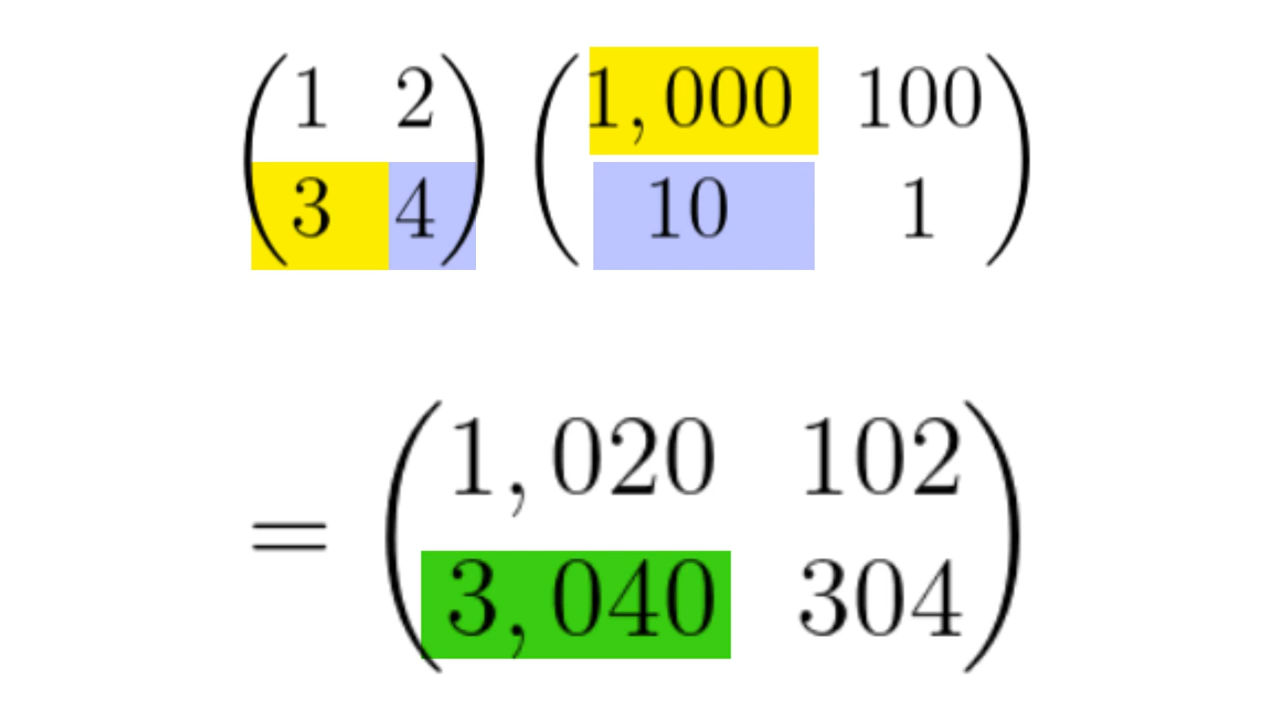 ( 1 2 ) ( 1,000 100 )
( 3 4 ) ( 10 1 )
= ( 1,020 102 )
( 3,040 304 )